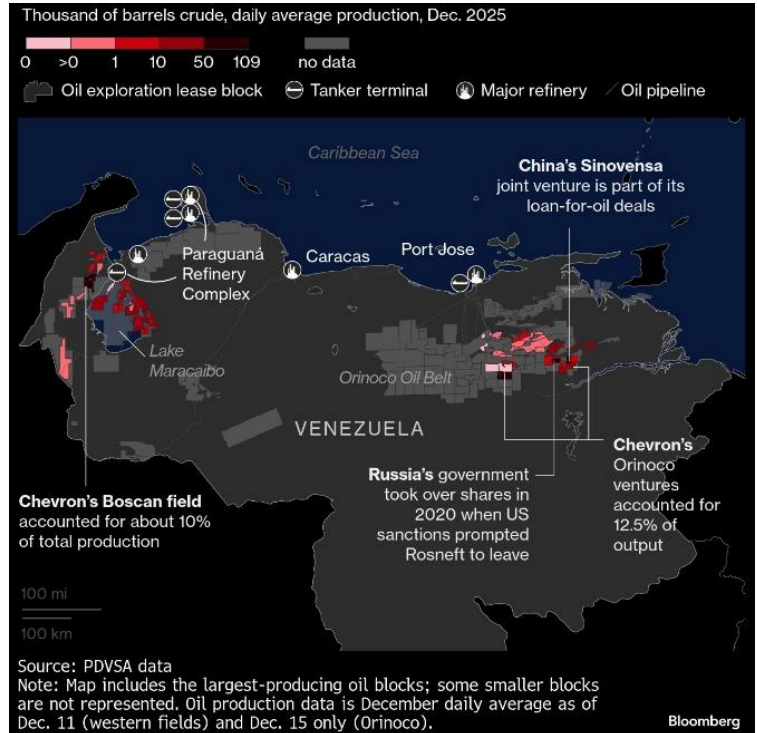 Thousand of barrels crude, daily average production, Dec. 2025
0 >0 1 10 50 109 no data
Oil exploration lease block Tanker terminal Major refinery Oil pipeline
Caribbean Sea
China's Sinovensa
joint venture is part of its
loan-for-oil deals
Paraguaná
Refinery
Complex
Caracas
Port Jose
Lake
Maracaibo
Orinoco Oil Belt
VENEZUELA
Chevron's Boscan field
accounted for about 10%
of total production
Russia's government
took over shares in
2020 when US
sanctions prompted
Rosneft to leave
Chevron's
Orinoco
ventures
accounted for
12.5% of
output
100 mi
100 km
Source: PDVSA data
Note: Map includes the largest-producing oil blocks; some smaller blocks
are not represented. Oil production data is December daily average as of
Dec. 11 (western fields) and Dec. 15 only (Orinoco).
Bloomberg